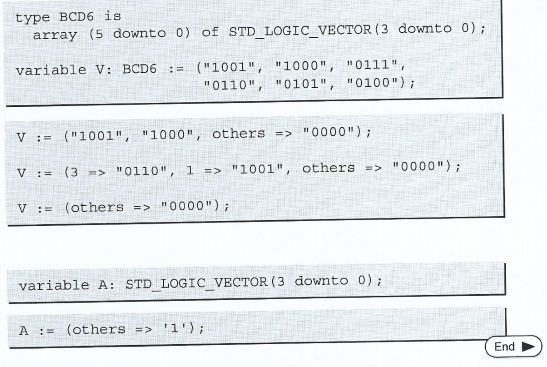 type BCD6 is
array (5 downto 0) of STD_LOGIC_VECTOR(3 downto 0);
variable V: BCD6 := ("1001", "1000", "0111",
"0110", "0101", "0100");
V := ("1001", "1000", others => "0000");
V := (3 => "0110", 1 => "1001", others => "0000");
V := (others => "0000");
variable A: STD_LOGIC_VECTOR(3 downto 0);
A := (others => '1');
End ▶